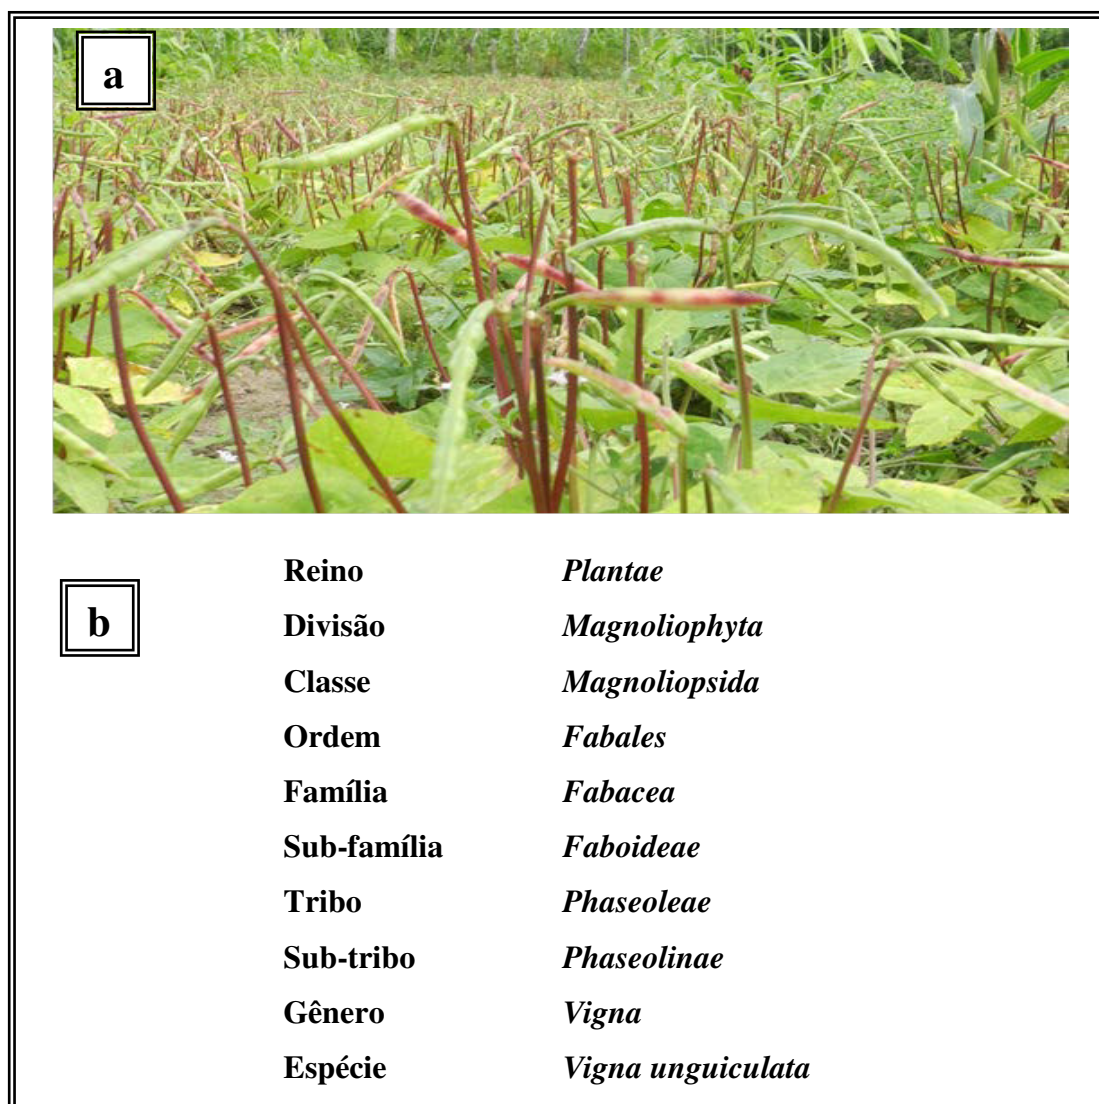 a
b
Reino Plantae
Divisão Magnoliophyta
Classe Magnoliopsida
Ordem Fabales
Família Fabacea
Sub-família Faboideae
Tribo Phaseoleae
Sub-tribo Phaseolinae
Gênero Vigna
Espécie Vigna unguiculata